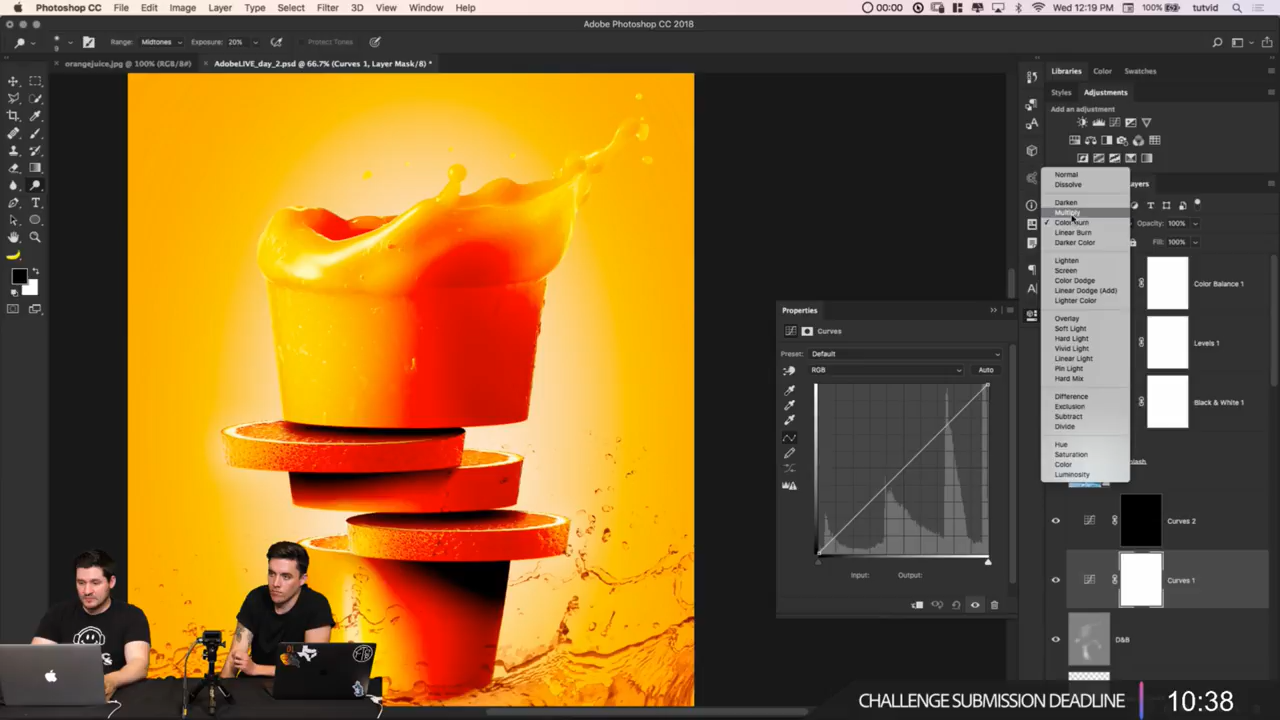 Photoshop CC File Edit Image Layer Type Select Filter 3D View Window Help
00:00 100% Wed 12:19 PM tutvid
Adobe Photoshop CC 2018
9 Range: Midtones Exposure: 20% Protect Tones
× orangejuice.jpg @ 100% (RGB/8#) × AdobeLIVE_day_2.psd @ 66.7% (Curves 1, Layer Mask/8) *
Libraries Color Swatches
Styles Adjustments
Add an adjustment
Normal
Dissolve
Darken
Multiply
Color Burn
Linear Burn
Darker Color
Lighten
Screen
Color Dodge
Linear Dodge (Add)
Lighter Color
Overlay
Soft Light
Hard Light
Vivid Light
Linear Light
Pin Light
Hard Mix
Difference
Exclusion
Subtract
Divide
Hue
Saturation
Color
Luminosity
ayers
Opacity: 100%
Fill: 100%
Color Balance 1
Levels 1
Black & White 1
lash
Curves 2
Curves 1
D&B
Properties
Curves
Preset: Default
RGB Auto
Input: Output:
CHALLENGE SUBMISSION DEADLINE 10:38